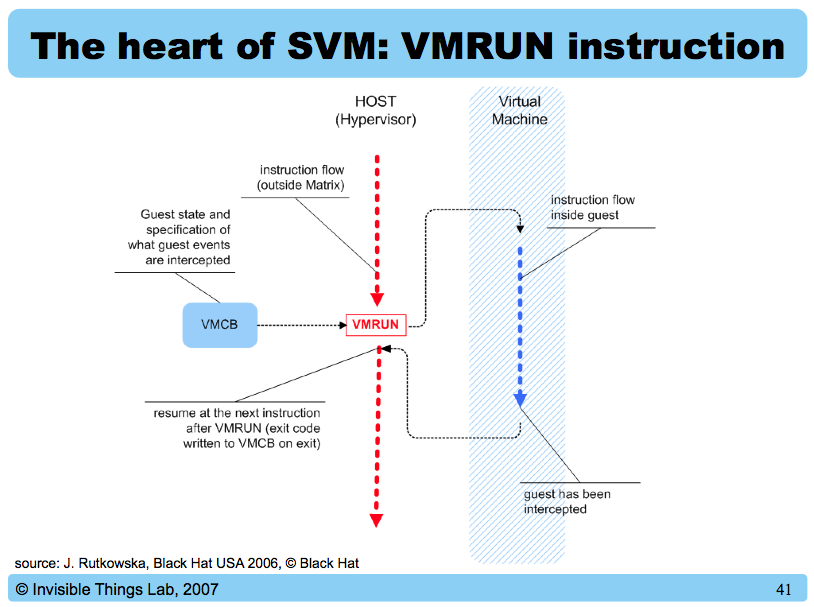 The heart of SVM: VMRUN instruction
HOST
(Hypervisor)
Virtual
Machine
instruction flow
(outside Matrix)
instruction flow
inside guest
Guest state and
specification of
what guest events
are intercepted
VMCB
VMRUN
resume at the next instruction
after VMRUN (exit code
written to VMCB on exit)
guest has been
intercepted
source: J. Rutkowska, Black Hat USA 2006, © Black Hat
© Invisible Things Lab, 2007
41